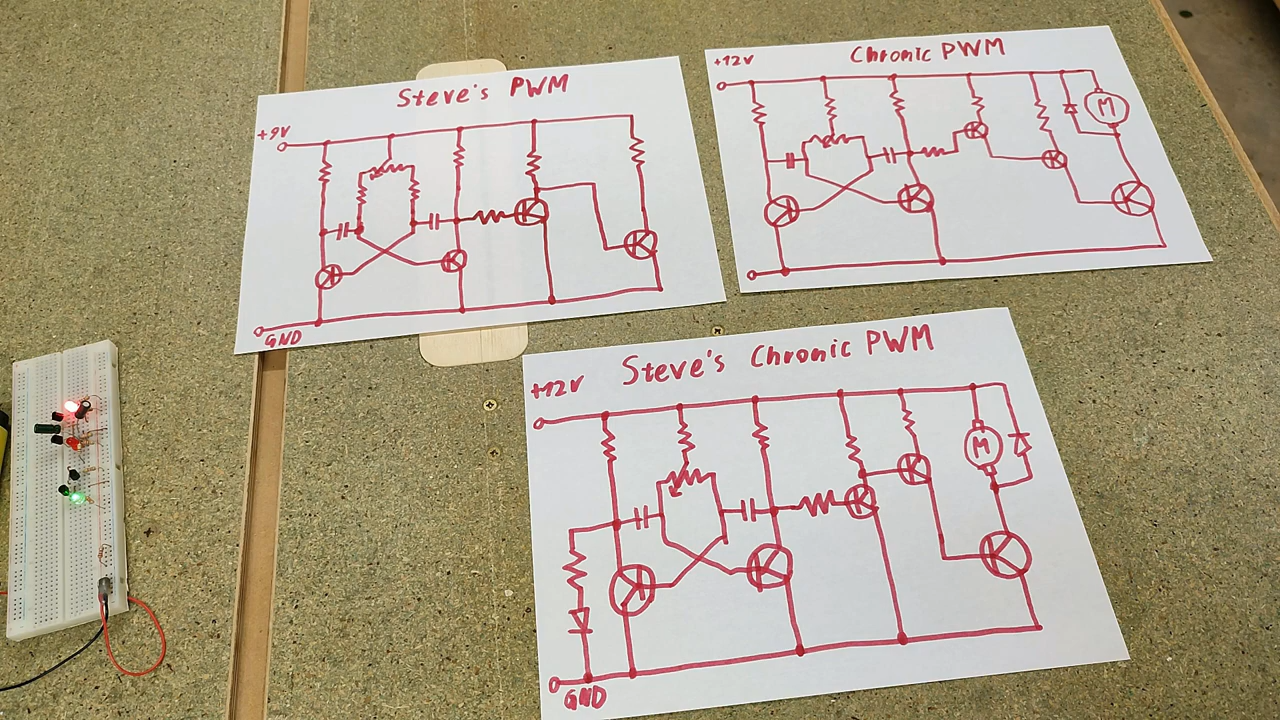 Steve's PWM
+9V
GND
Chronic PWM
+12V
M
Steve's Chronic PWM
+12V
M
GND